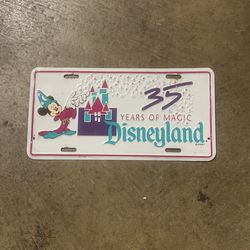 35
YEARS OF MAGIC
Disneyland